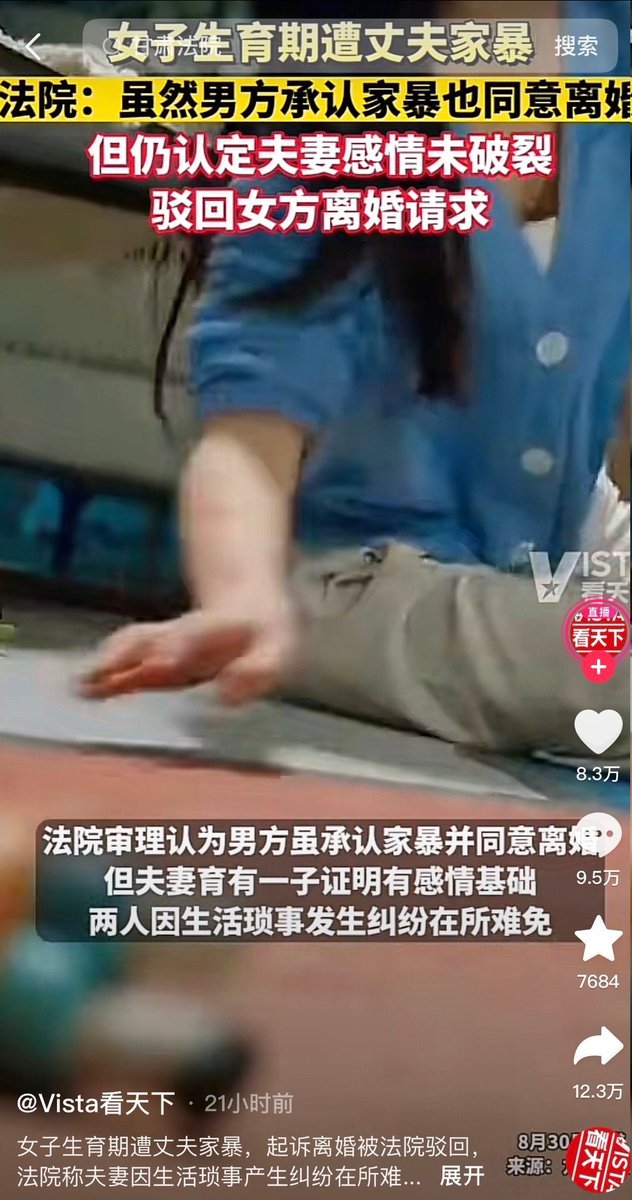 女子生育期遭丈夫家暴
甘肃法院
搜索
法院：虽然男方承认家暴也同意离婚
但仍认定夫妻感情未破裂
驳回女方离婚请求
VIST
看天下
直播
看天下
8.3万
9.5万
7684
12.3万
法院审理认为男方虽承认家暴并同意离婚
但夫妻育有一子证明有感情基础
两人因生活琐事发生纠纷在所难免
@Vista看天下 · 21小时前
女子生育期遭丈夫家暴，起诉离婚被法院驳回，
法院称夫妻因生活琐事产生纠纷在所难... 展开
8月30
来源：
VISTA
看天下